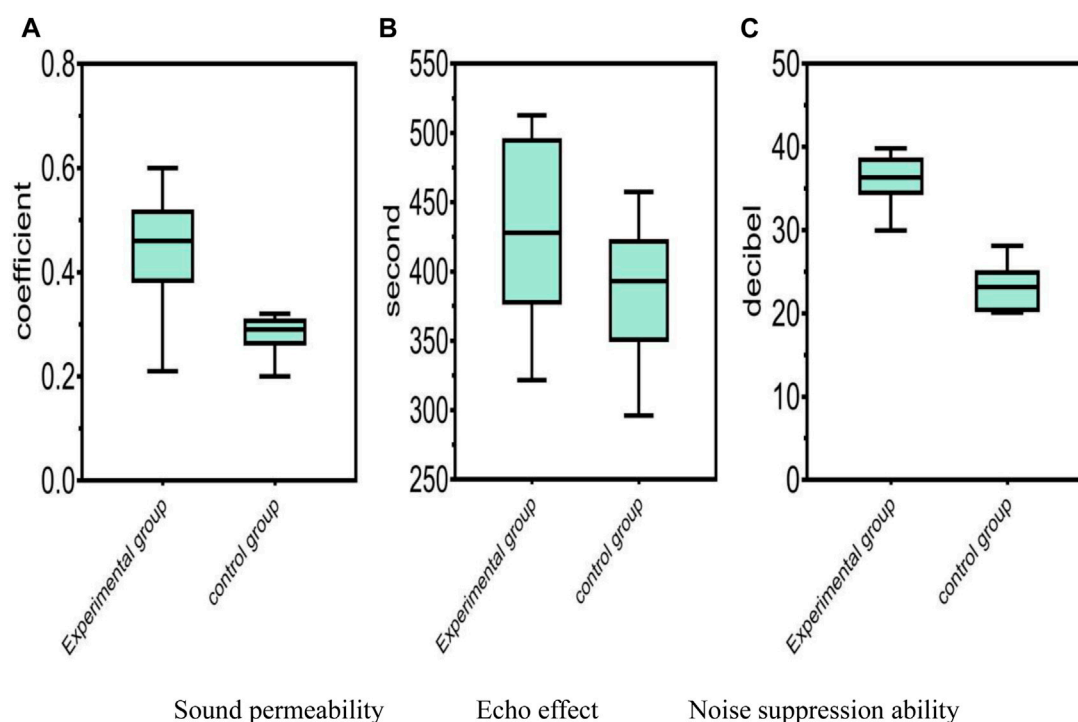 A
coefficient
0.8
0.6
0.4
0.2
0.0
Experimental group
control group
B
second
550
500
450
400
350
300
250
Experimental group
control group
C
decibel
50
40
30
20
10
0
Experimental group
control group
Sound permeability
Echo effect
Noise suppression ability